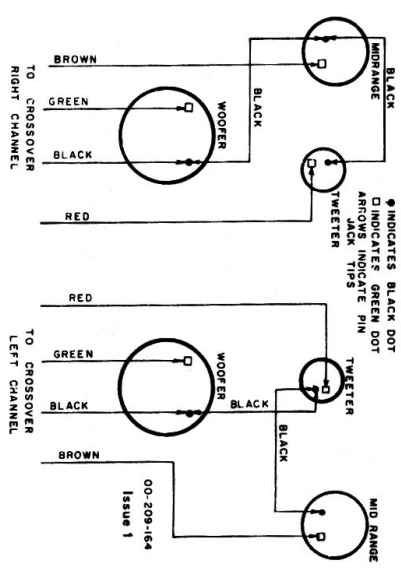 BROWN
GREEN
BLACK
RED
TO CROSSOVER
RIGHT CHANNEL
WOOFER
BLACK
MIDRANGE
BLACK
TWEETER
● INDICATES BLACK DOT
□ INDICATES GREEN DOT
ARROWS INDICATE PIN
JACK TIPS
RED
GREEN
BLACK
BROWN
TO CROSSOVER
LEFT CHANNEL
WOOFER
BLACK
TWEETER
BLACK
MID RANGE
00-209-164
Issue 1